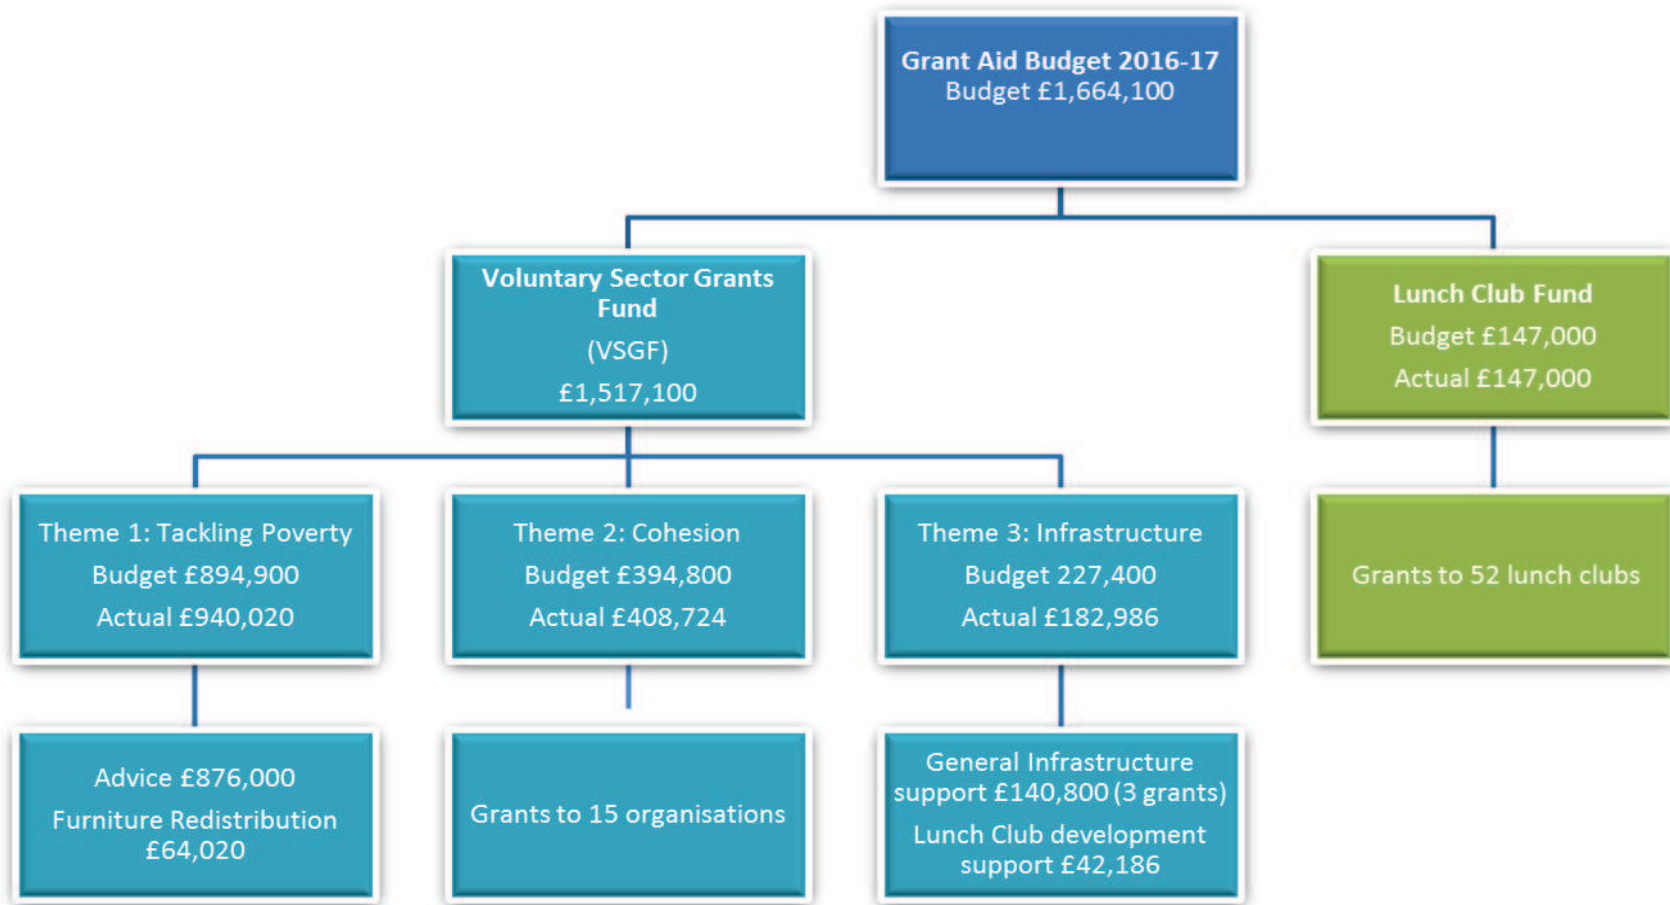 Grant Aid Budget 2016-17
Budget £1,664,100
Voluntary Sector Grants
Fund
(VSGF)
£1,517,100
Lunch Club Fund
Budget £147,000
Actual £147,000
Theme 1: Tackling Poverty
Budget £894,900
Actual £940,020
Theme 2: Cohesion
Budget £394,800
Actual £408,724
Theme 3: Infrastructure
Budget 227,400
Actual £182,986
Grants to 52 lunch clubs
Advice £876,000
Furniture Redistribution
£64,020
Grants to 15 organisations
General Infrastructure
support £140,800 (3 grants)
Lunch Club development
support £42,186